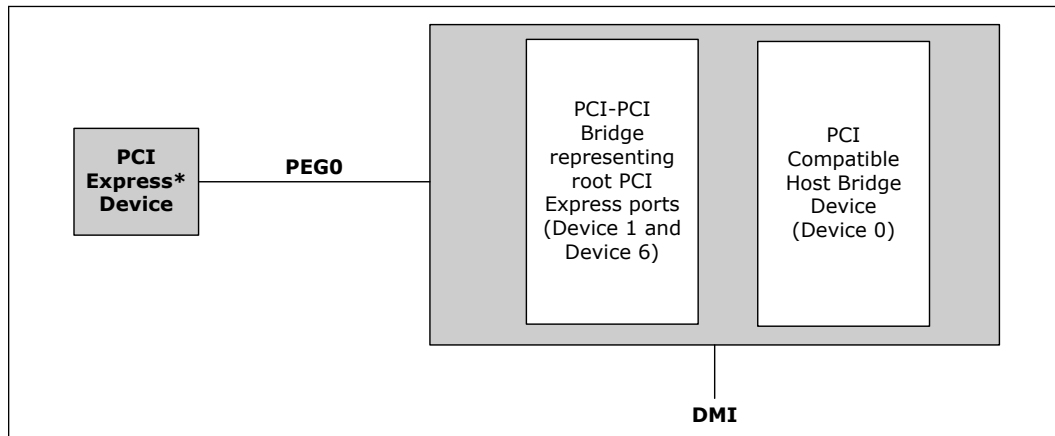 PCI
Express*
Device
PEG0
PCI-PCI
Bridge
representing
root PCI
Express ports
(Device 1 and
Device 6)
PCI
Compatible
Host Bridge
Device
(Device 0)
DMI